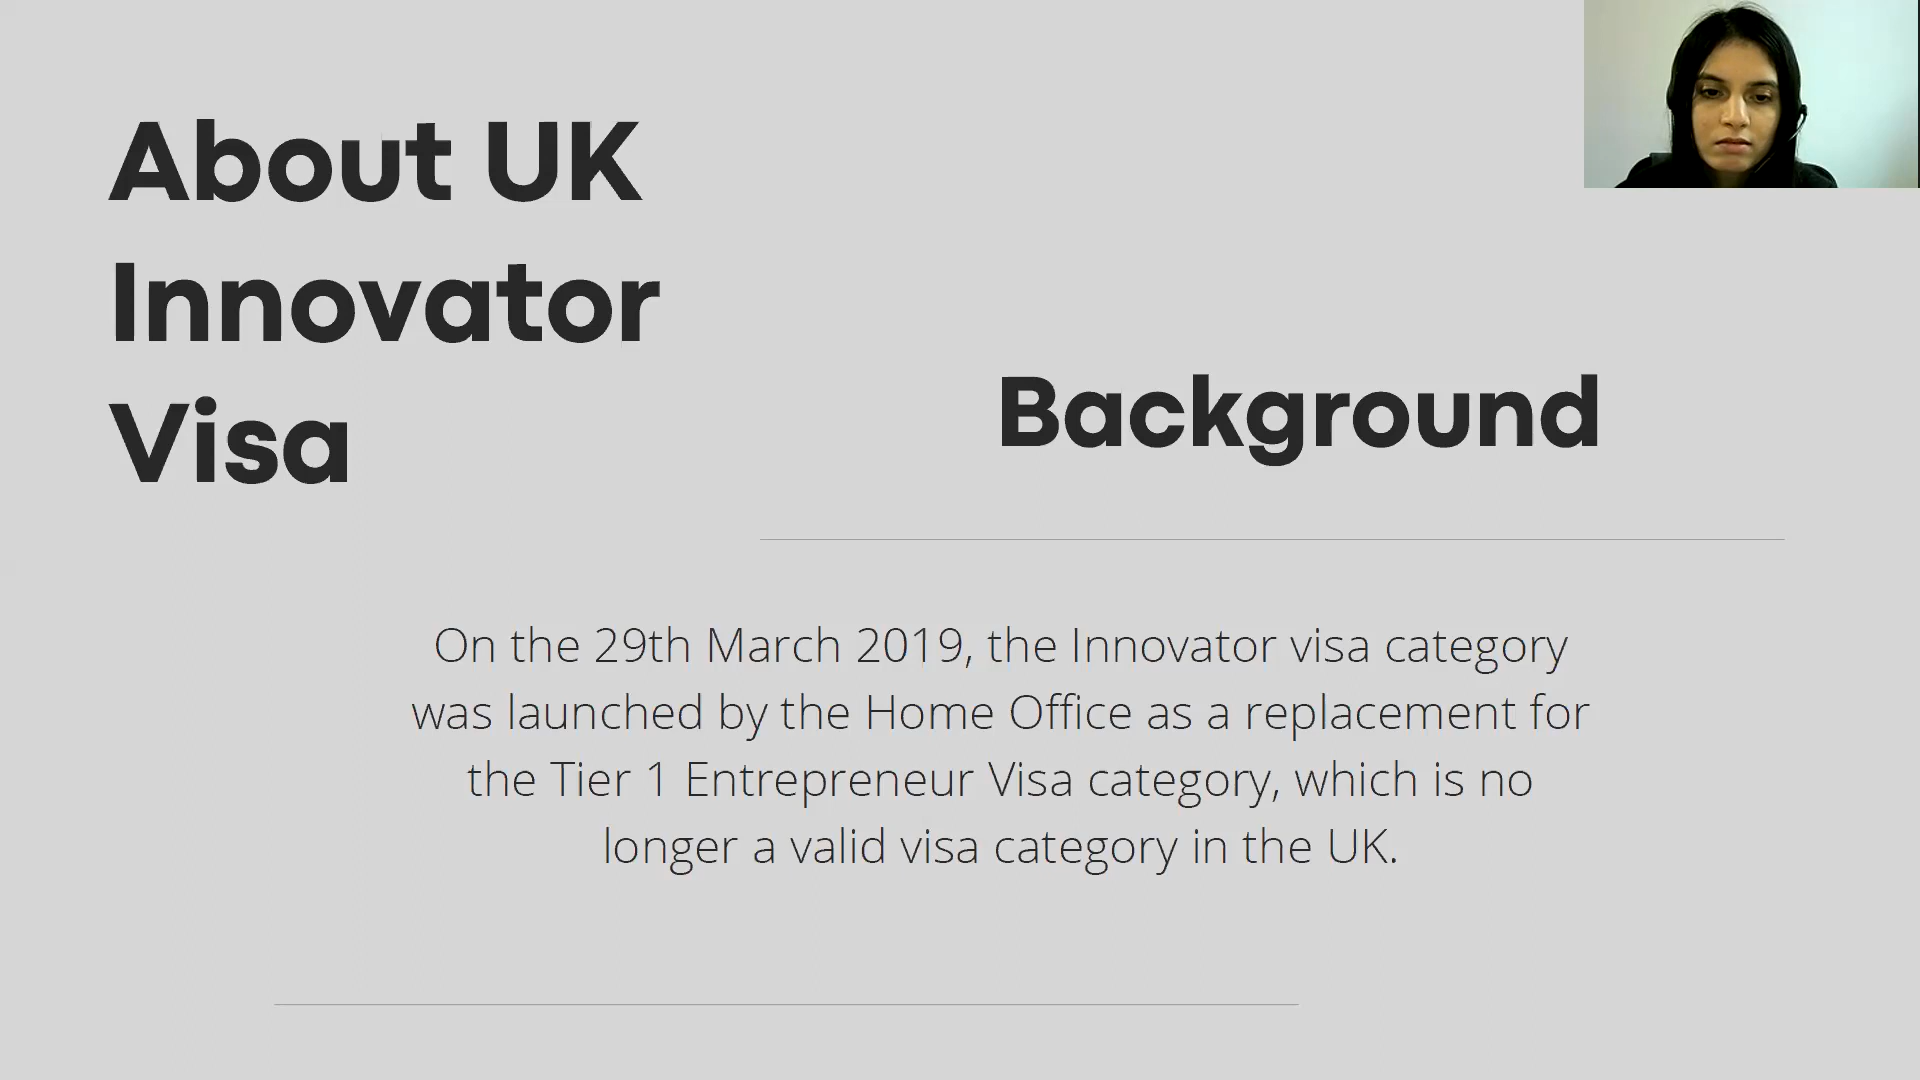 About UK
Innovator
Visa
Background
On the 29th March 2019, the Innovator visa category
was launched by the Home Office as a replacement for
the Tier 1 Entrepreneur Visa category, which is no
longer a valid visa category in the UK.